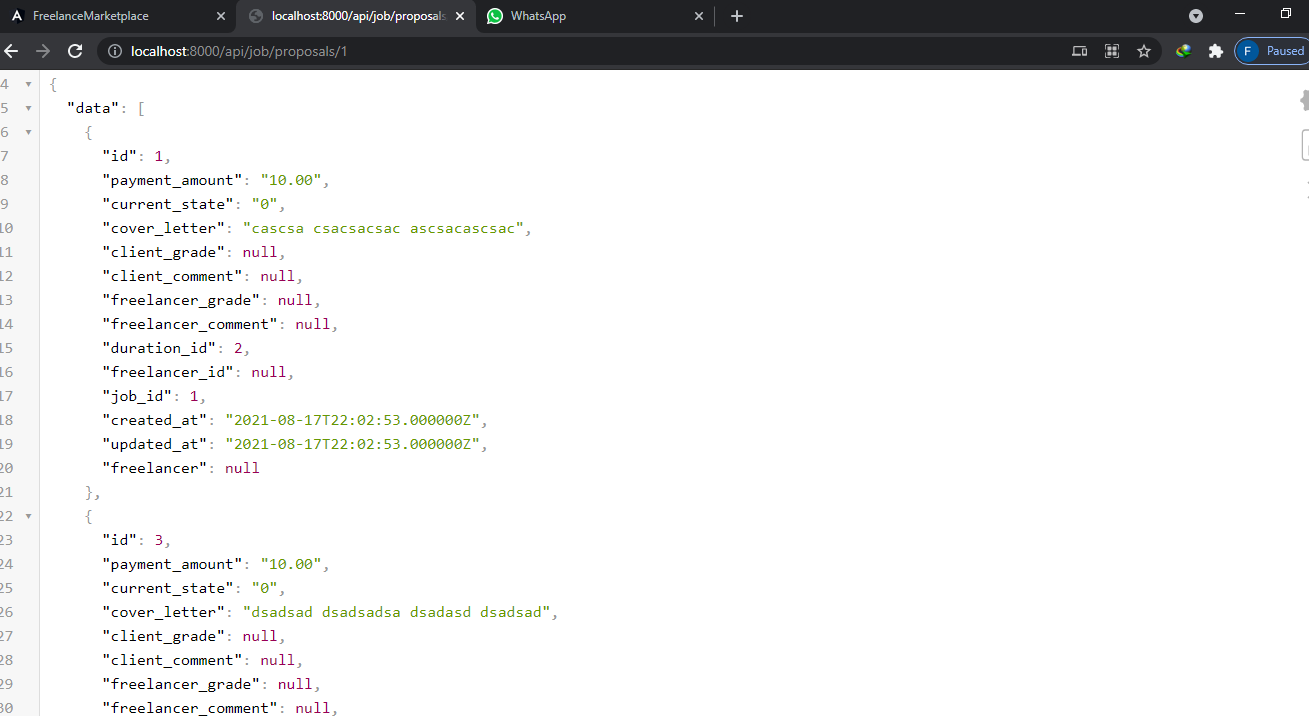 FreelanceMarketplace
localhost:8000/api/job/proposals
WhatsApp
localhost:8000/api/job/proposals/1
F Paused
4 {
5 "data": [
6 {
7 "id": 1,
8 "payment_amount": "10.00",
9 "current_state": "0",
10 "cover_letter": "cascsa csacsacsac ascsacascsac",
11 "client_grade": null,
12 "client_comment": null,
13 "freelancer_grade": null,
14 "freelancer_comment": null,
15 "duration_id": 2,
16 "freelancer_id": null,
17 "job_id": 1,
18 "created_at": "2021-08-17T22:02:53.000000Z",
19 "updated_at": "2021-08-17T22:02:53.000000Z",
20 "freelancer": null
21 },
22 {
23 "id": 3,
24 "payment_amount": "10.00",
25 "current_state": "0",
26 "cover_letter": "dsadsad dsadsadsa dsadasd dsadsad",
27 "client_grade": null,
28 "client_comment": null,
29 "freelancer_grade": null,
30 "freelancer_comment": null,